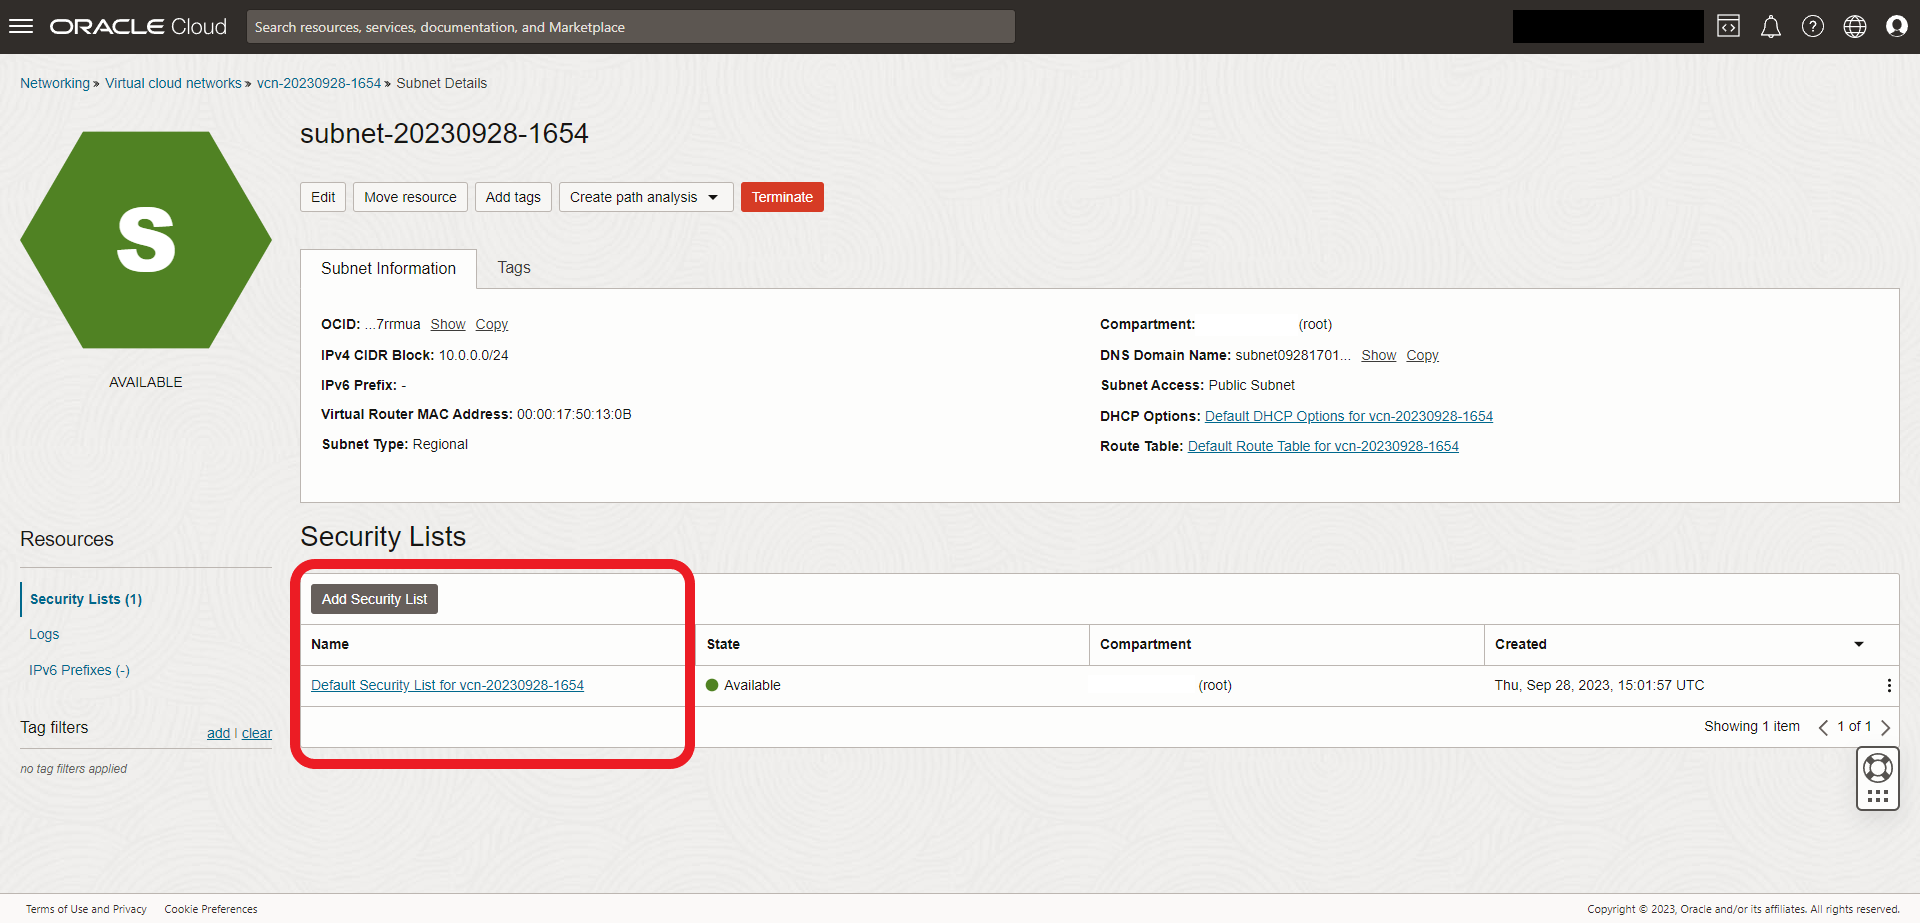 ORACLE Cloud
Search resources, services, documentation, and Marketplace
Networking » Virtual cloud networks » vcn-20230928-1654 » Subnet Details
S
AVAILABLE
subnet-20230928-1654
Edit
Move resource
Add tags
Create path analysis
Terminate
Subnet Information
Tags
OCID: ...7rrmua Show Copy
IPv4 CIDR Block: 10.0.0.0/24
IPv6 Prefix: -
Virtual Router MAC Address: 00:00:17:50:13:0B
Subnet Type: Regional
Compartment: (root)
DNS Domain Name: subnet09281701... Show Copy
Subnet Access: Public Subnet
DHCP Options: Default DHCP Options for vcn-20230928-1654
Route Table: Default Route Table for vcn-20230928-1654
Resources
Security Lists (1)
Logs
IPv6 Prefixes (-)
Tag filters
add | clear
no tag filters applied
Security Lists
Add Security List
Name State Compartment Created
Default Security List for vcn-20230928-1654 Available (root) Thu, Sep 28, 2023, 15:01:57 UTC
Showing 1 item < 1 of 1 >
Terms of Use and Privacy Cookie Preferences
Copyright © 2023, Oracle and/or its affiliates. All rights reserved.